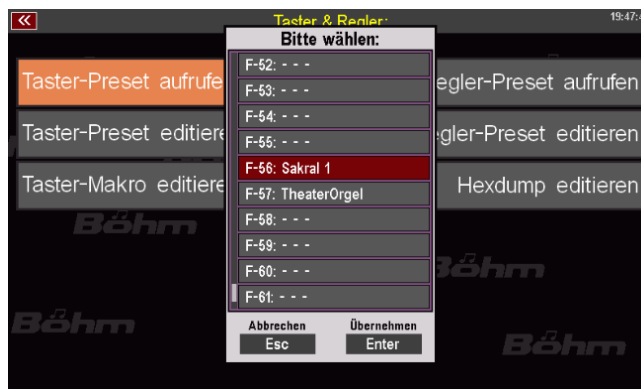 Taster & Regler:
19:47:4
Bitte wählen:
F-52: - - -
F-53: - - -
F-54: - - -
F-55: - - -
F-56: Sakral 1
F-57: TheaterOrgel
F-58: - - -
F-59: - - -
F-60: - - -
F-61: - - -
Abbrechen Übernehmen
Esc Enter
Taster-Preset aufrufe
egler-Preset aufrufen
Taster-Preset editiere
egler-Preset editieren
Taster-Makro editiere
Hexdump editieren
Böhm
Böhm
Böhm
Böhm